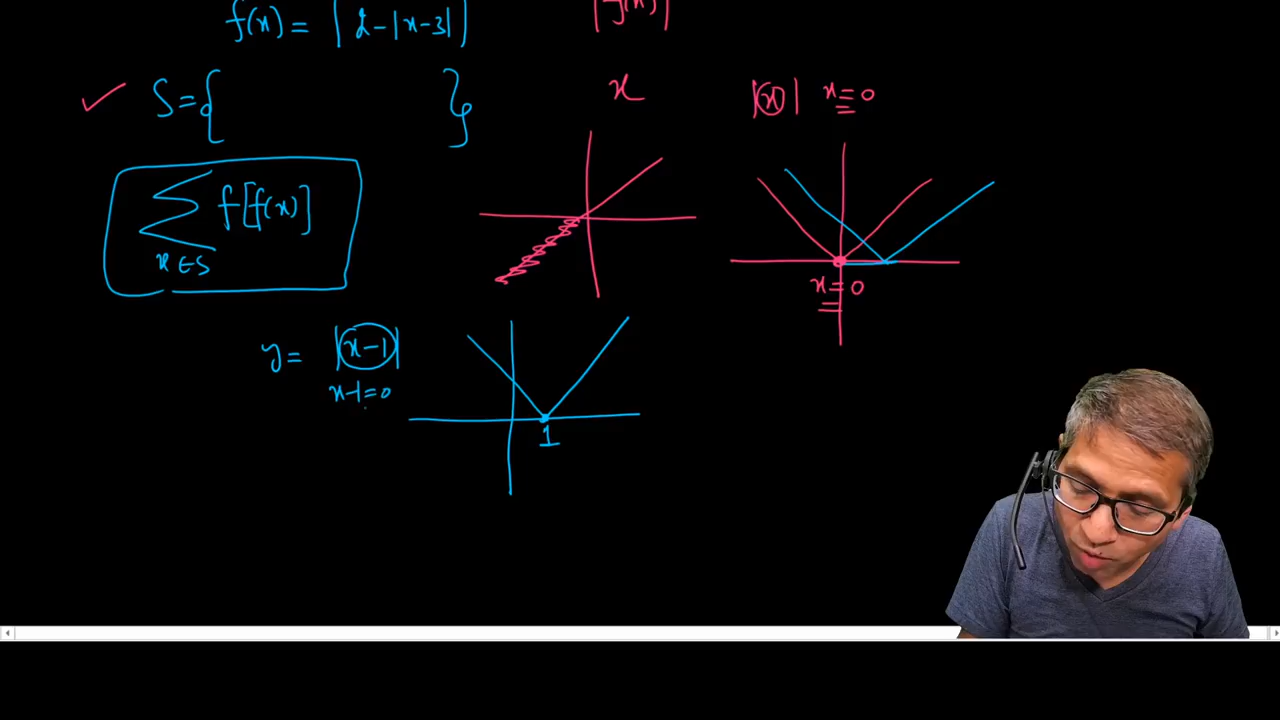 f(x) = |2-|x-3||
|f(x)|
S = { }
x
|x| x = 0
∑ f[f(x)]
x∈S
x = 0
y = |x-1|
x-1=0
1